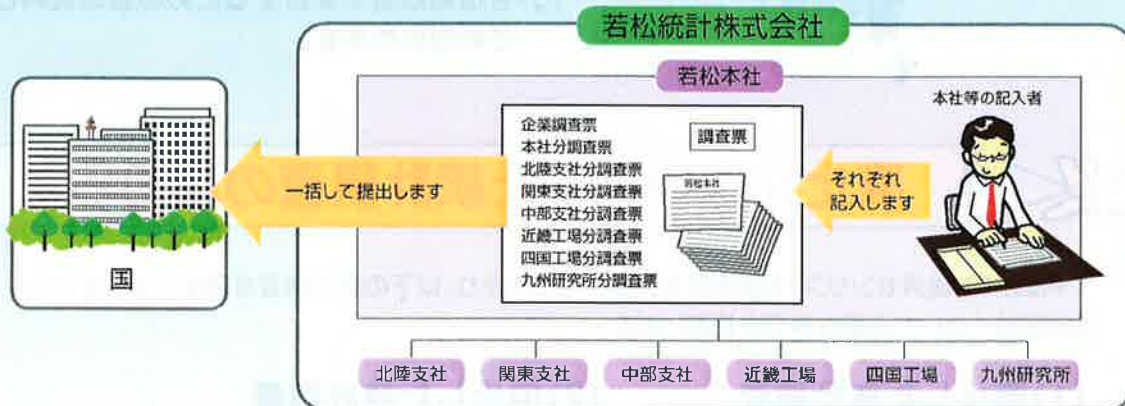 若松統計株式会社
若松本社
本社等の記入者
企業調査票
本社分調査票
北陸支社分調査票
関東支社分調査票
中部支社分調査票
近畿工場分調査票
四国工場分調査票
九州研究所分調査票
調査票
若松本社
それぞれ
記入します
一括して提出します
国
北陸支社
関東支社
中部支社
近畿工場
四国工場
九州研究所